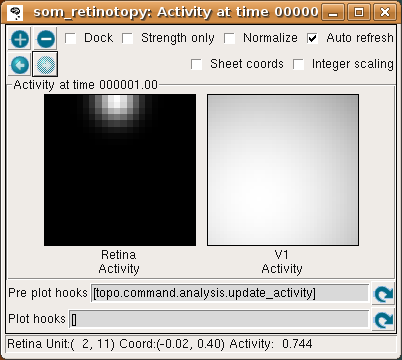 som_retinotopy: Activity at time 00000
Dock Strength only Normalize Auto refresh
Sheet coords Integer scaling
Activity at time 000001.00
Retina V1
Activity Activity
Pre plot hooks [topo.command.analysis.update_activity]
Plot hooks []
Retina Unit:( 2, 11) Coord:(-0.02, 0.40) Activity: 0.744